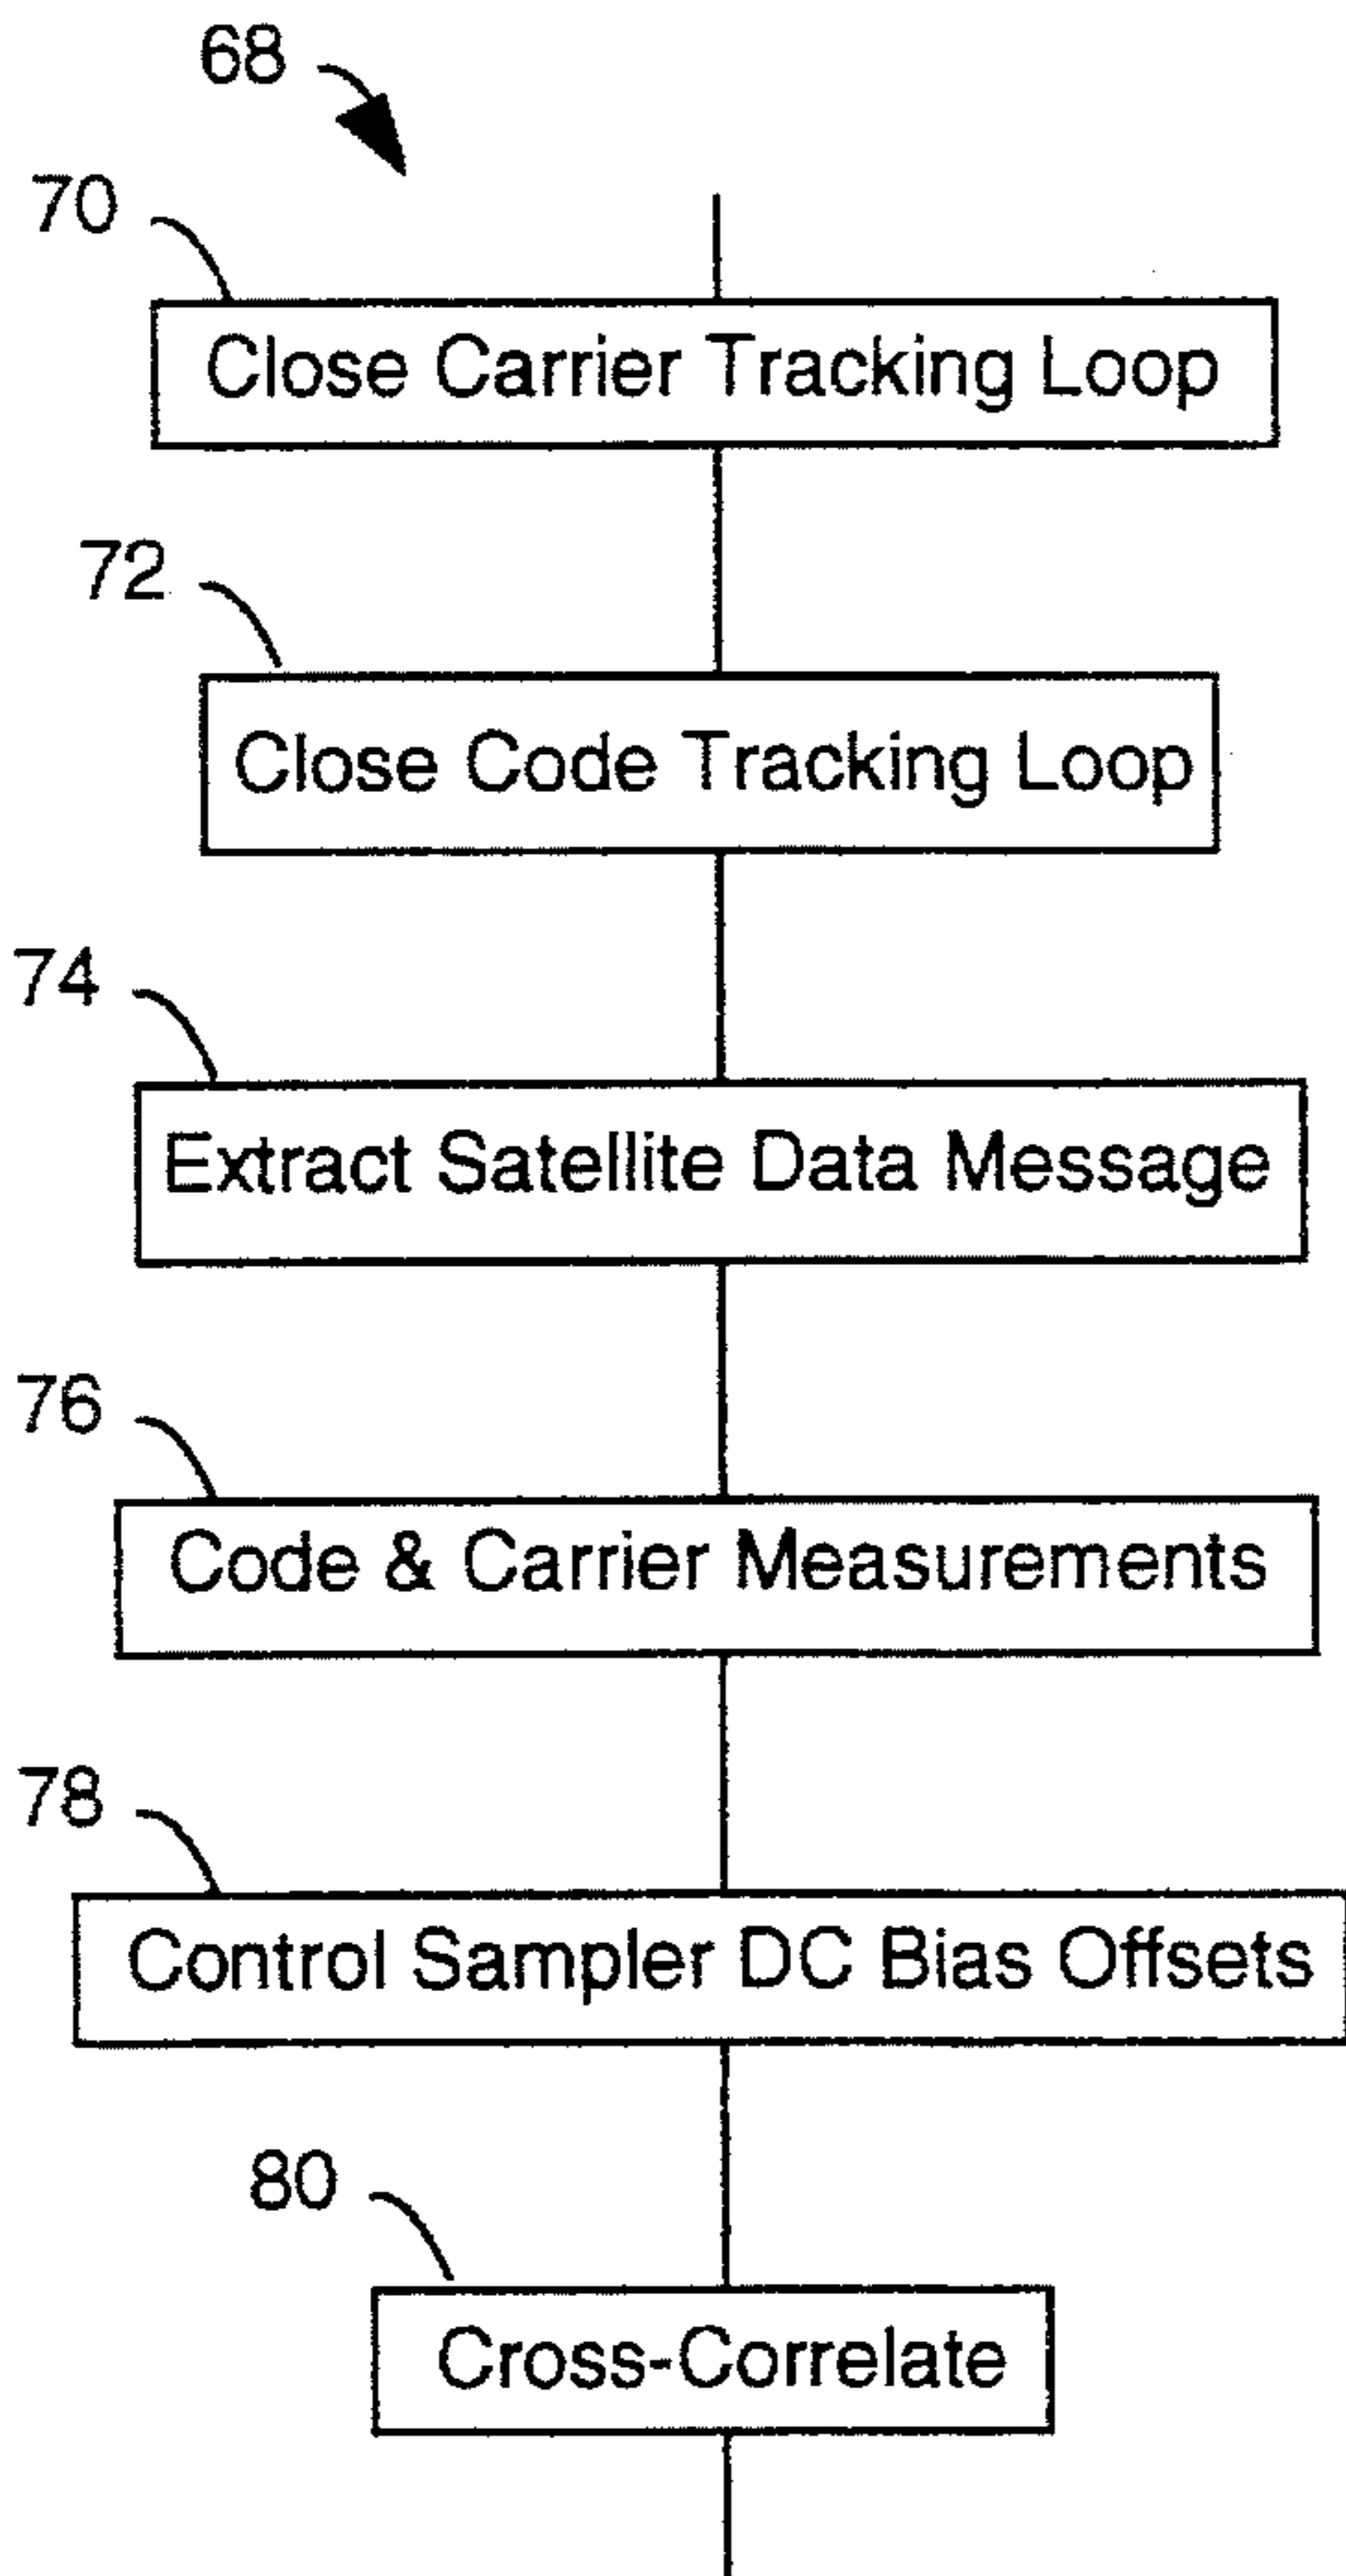 68
70
Close Carrier Tracking Loop
72
Close Code Tracking Loop
74
Extract Satellite Data Message
76
Code & Carrier Measurements
78
Control Sampler DC Bias Offsets
80
Cross-Correlate